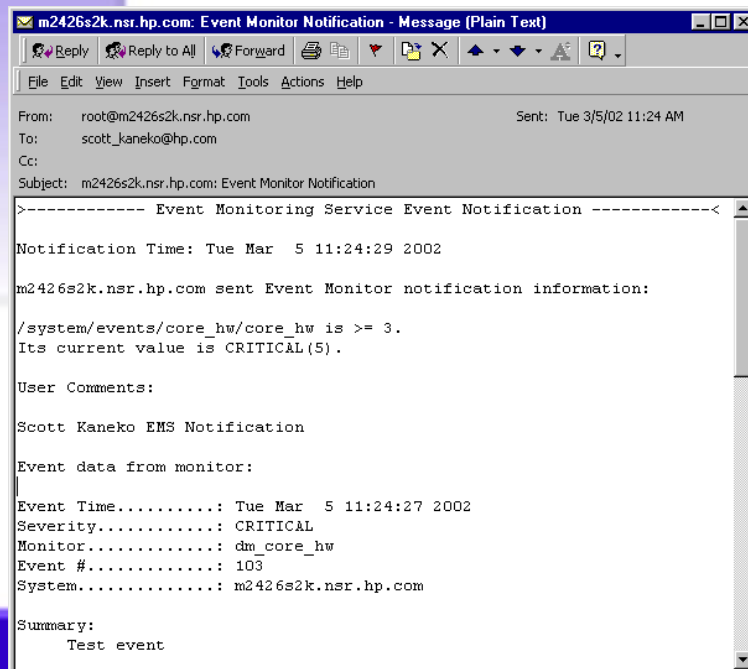 m2426s2k.nsr.hp.com: Event Monitor Notification - Message (Plain Text)
Reply Reply to All Forward
File Edit View Insert Format Tools Actions Help
From: root@m2426s2k.nsr.hp.com Sent: Tue 3/5/02 11:24 AM
To: scott_kaneko@hp.com
Cc:
Subject: m2426s2k.nsr.hp.com: Event Monitor Notification
>------------ Event Monitoring Service Event Notification ------------<
Notification Time: Tue Mar  5 11:24:29 2002
m2426s2k.nsr.hp.com sent Event Monitor notification information:
/system/events/core_hw/core_hw is >= 3.
Its current value is CRITICAL(5).
User Comments:
Scott Kaneko EMS Notification
Event data from monitor:
Event Time..........: Tue Mar  5 11:24:27 2002
Severity............: CRITICAL
Monitor.............: dm_core_hw
Event #.............: 103
System..............: m2426s2k.nsr.hp.com
Summary:
     Test event